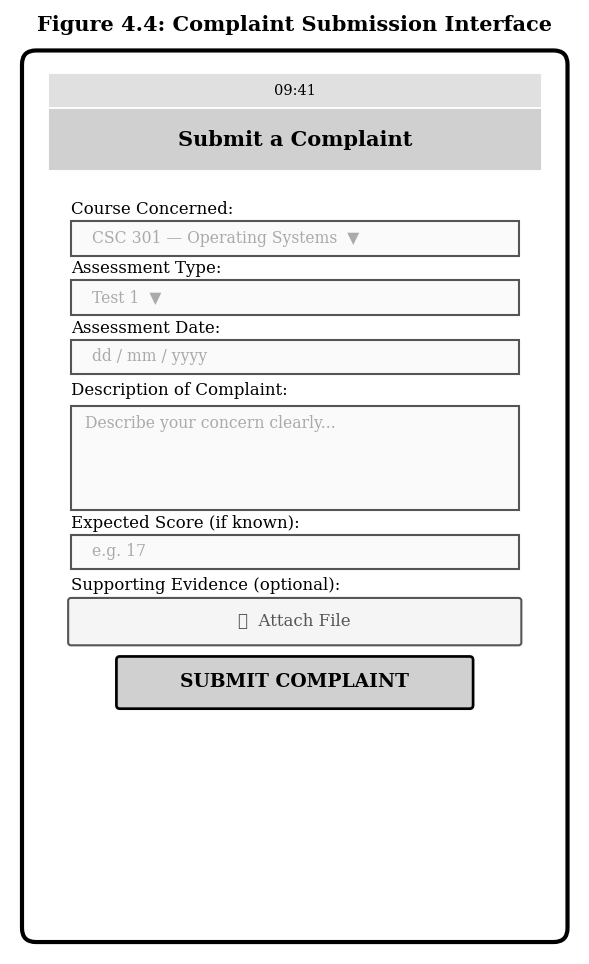 Figure 4.4: Complaint Submission Interface
09:41
Submit a Complaint
Course Concerned:
CSC 301 — Operating Systems ▼
Assessment Type:
Test 1 ▼
Assessment Date:
dd / mm / yyyy
Description of Complaint:
Describe your concern clearly...
Expected Score (if known):
e.g. 17
Supporting Evidence (optional):
Attach File
SUBMIT COMPLAINT